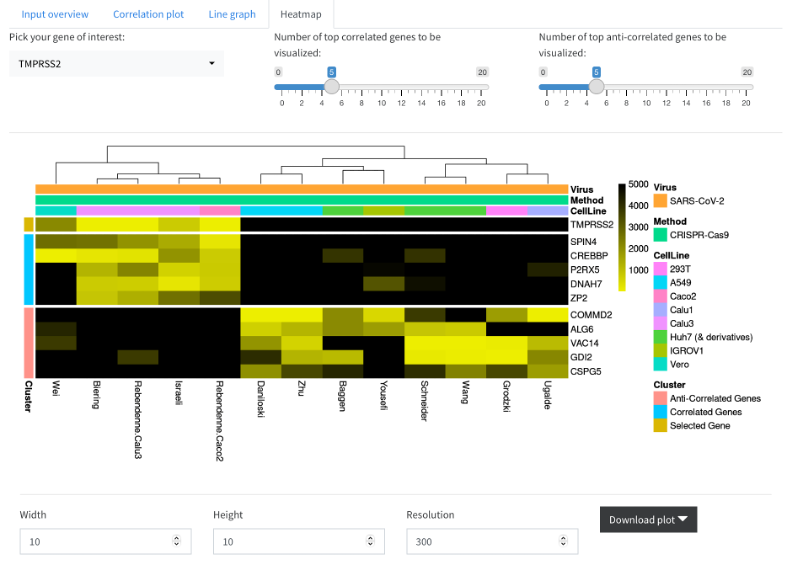 Input overview Correlation plot Line graph Heatmap
Pick your gene of interest:
TMPRSS2
Number of top correlated genes to be
visualized:
0 5 20
0 2 4 6 8 10 12 14 16 18 20
Number of top anti-correlated genes to be
visualized:
0 5 20
0 2 4 6 8 10 12 14 16 18 20
Virus
Method
CellLine
TMPRSS2
SPIN4
CREBBP
P2RX5
DNAH7
ZP2
COMMD2
ALG6
VAC14
GDI2
CSPG5
Cluster
Wei
Biering
Rebendenne.Calu3
Israeli
Rebendenne.Caco2
Daniloski
Zhu
Baggen
Yousefi
Schneider
Wang
Grodzki
Ugalde
5000
4000
3000
2000
1000
Virus
SARS-CoV-2
Method
CRISPR-Cas9
CellLine
293T
A549
Caco2
Calu1
Calu3
Huh7 (& derivatives)
IGROV1
Vero
Cluster
Anti-Correlated Genes
Correlated Genes
Selected Gene
Width
10
Height
10
Resolution
300
Download plot